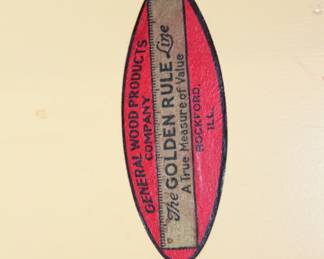 GENERAL WOOD PRODUCTS
COMPANY
The GOLDEN RULE Line
A True Measure of Value
ROCKFORD,
ILL.